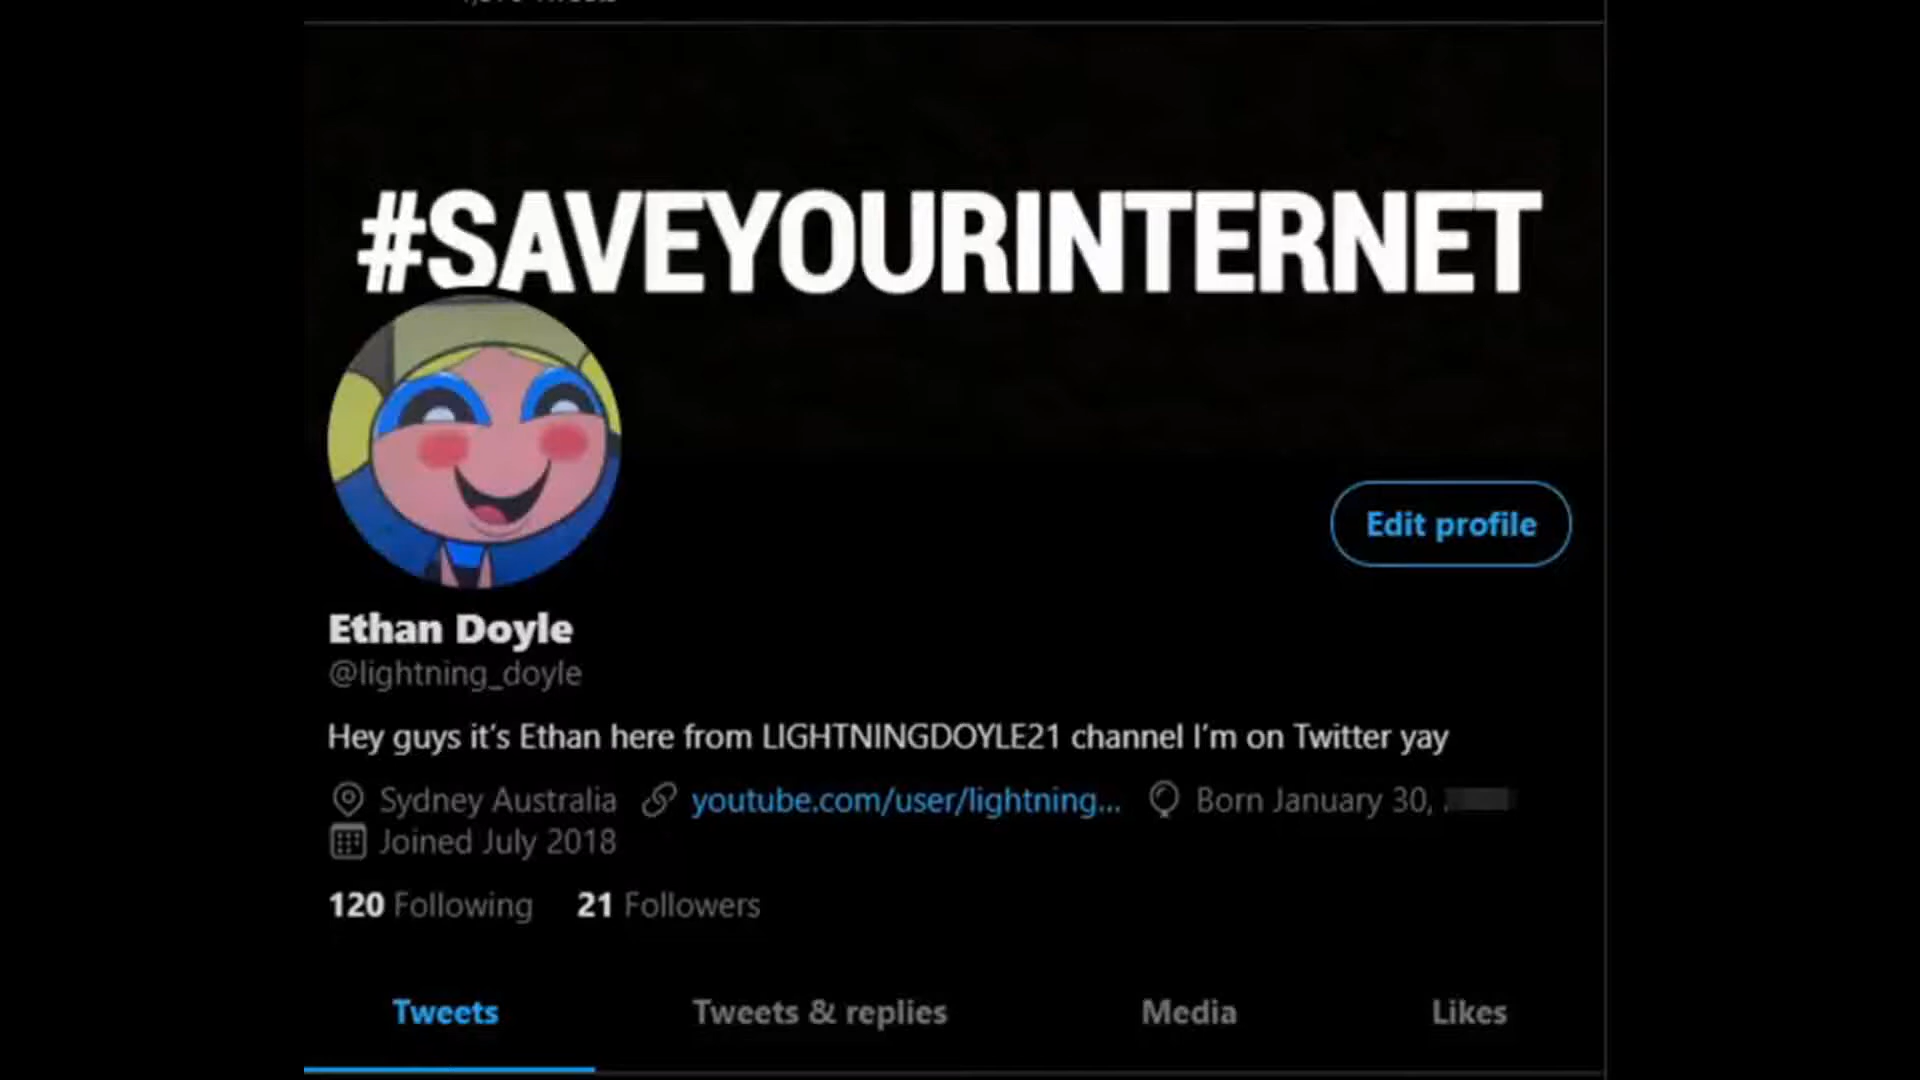 #SAVEYOURINTERNET
Edit profile
Ethan Doyle
@lightning_doyle
Hey guys it's Ethan here from LIGHTNINGDOYLE21 channel I'm on Twitter yay
Sydney Australia youtube.com/user/lightning... Born January 30,
Joined July 2018
120 Following 21 Followers
Tweets Tweets & replies Media Likes